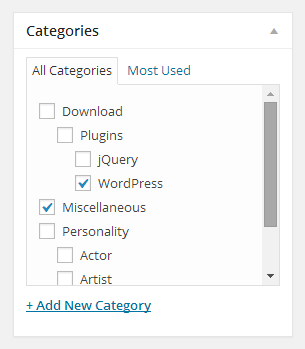 Categories
All Categories Most Used
Download
Plugins
jQuery
WordPress
Miscellaneous
Personality
Actor
Artist
+ Add New Category